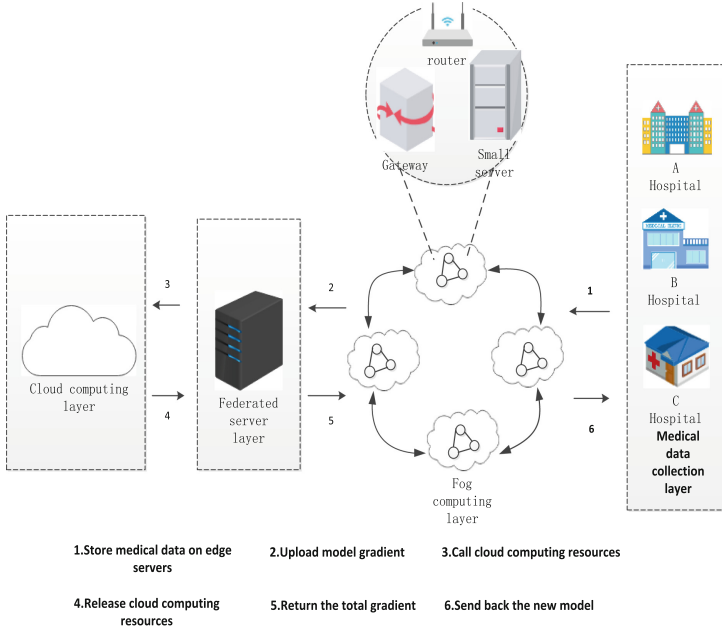 router
Gateway
Small
server
A
Hospital
B
Hospital
C
Hospital
Medical
data
collection
layer
1
6
2
5
3
4
Cloud computing
layer
Federated
server
layer
Fog
computing
layer
1.Store medical data on edge
servers
2.Upload model gradient
3.Call cloud computing resources
4.Release cloud computing
resources
5.Return the total gradient
6.Send back the new model